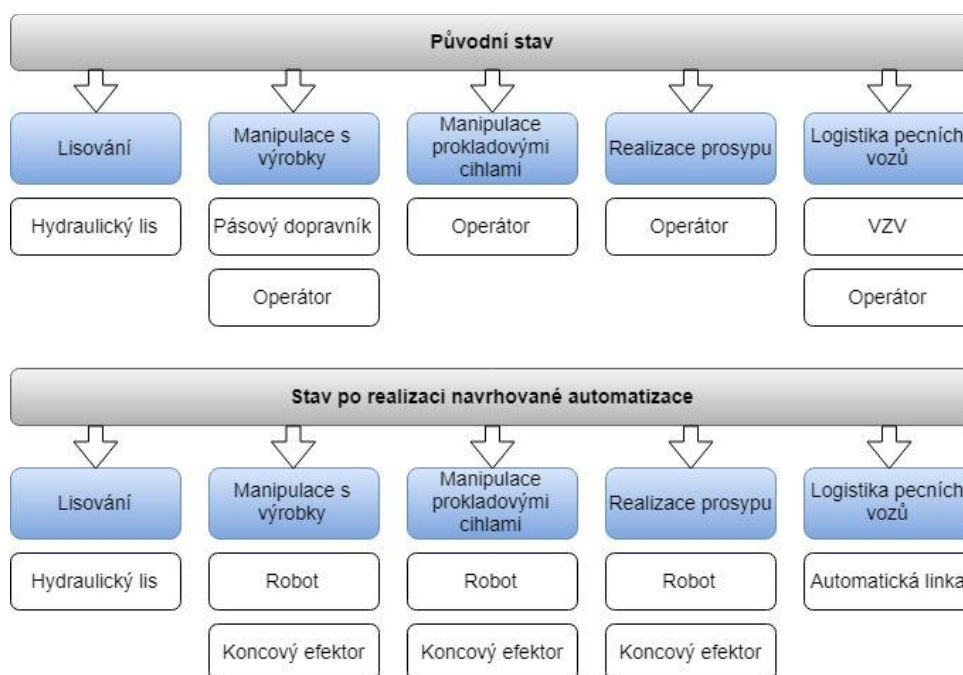 Původní stav
Lisování
Manipulace s
výrobky
Manipulace
prokladovými
cihlami
Realizace prosypu
Logistika pecních
vozů
Hydraulický lis
Pásový dopravník
Operátor
Operátor
VZV
Operátor
Operátor
Stav po realizaci navrhované automatizace
Lisování
Manipulace s
výrobky
Manipulace
prokladovými
cihlami
Realizace prosypu
Logistika pecních
vozů
Hydraulický lis
Robot
Robot
Robot
Automatická linka
Koncový efektor
Koncový efektor
Koncový efektor